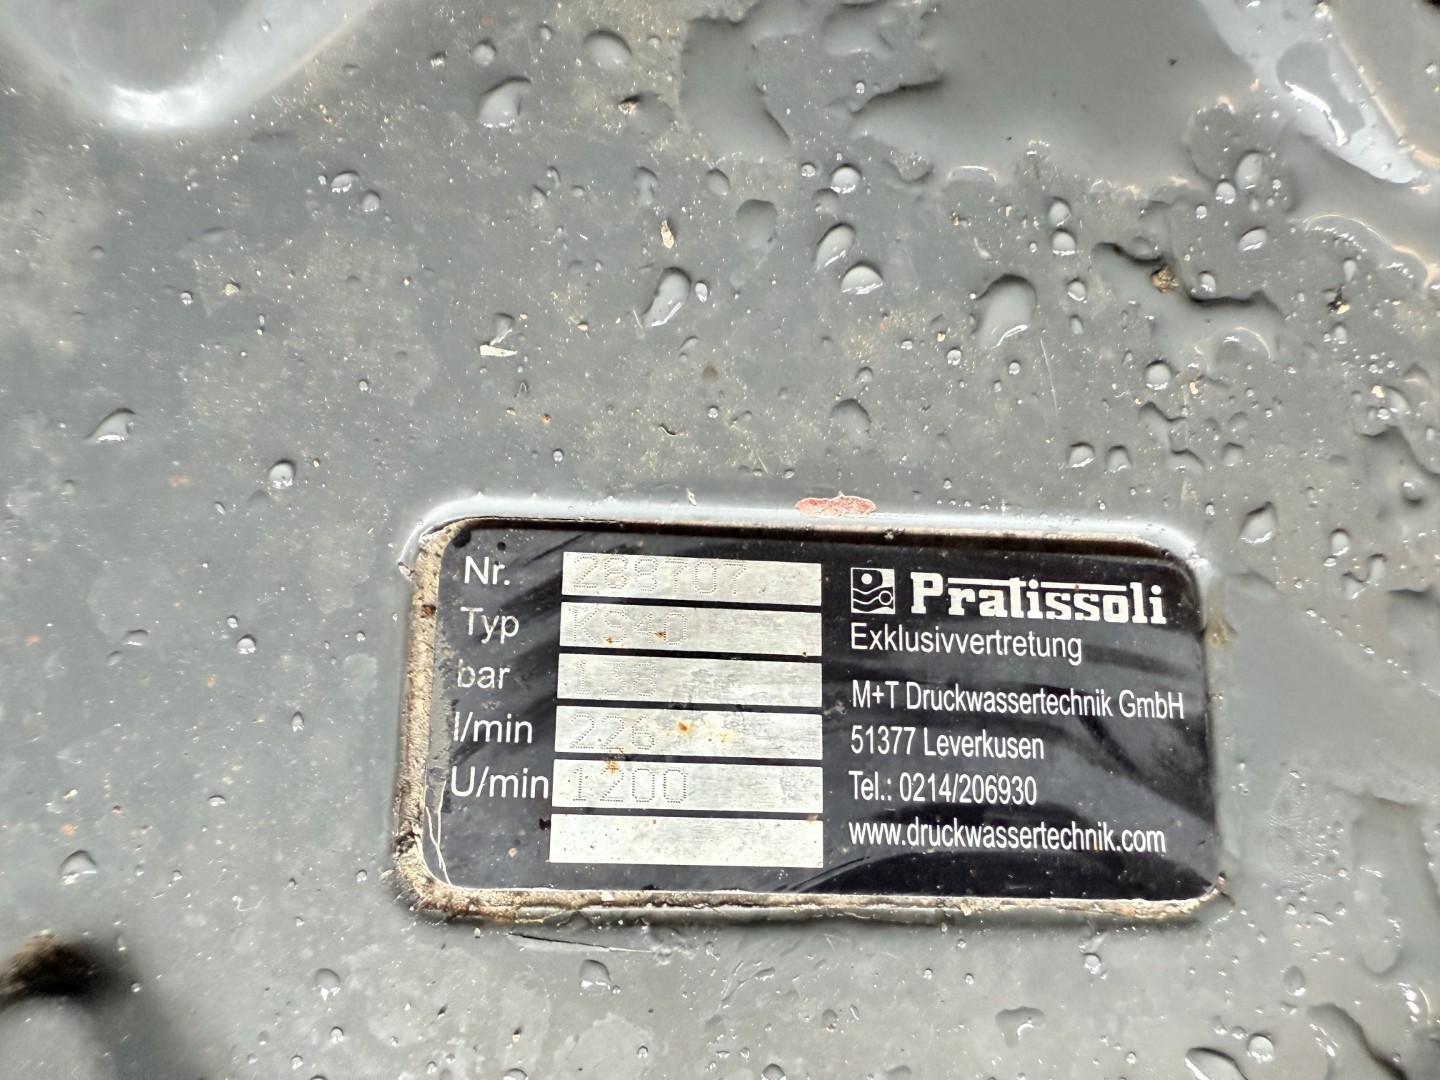 Nr. 288707
Typ KS40
bar 138
l/min 226
U/min 1200
Pratissoli
Exklusivvertretung
M+T Druckwassertechnik GmbH
51377 Leverkusen
Tel.: 0214/206930
www.druckwassertechnik.com